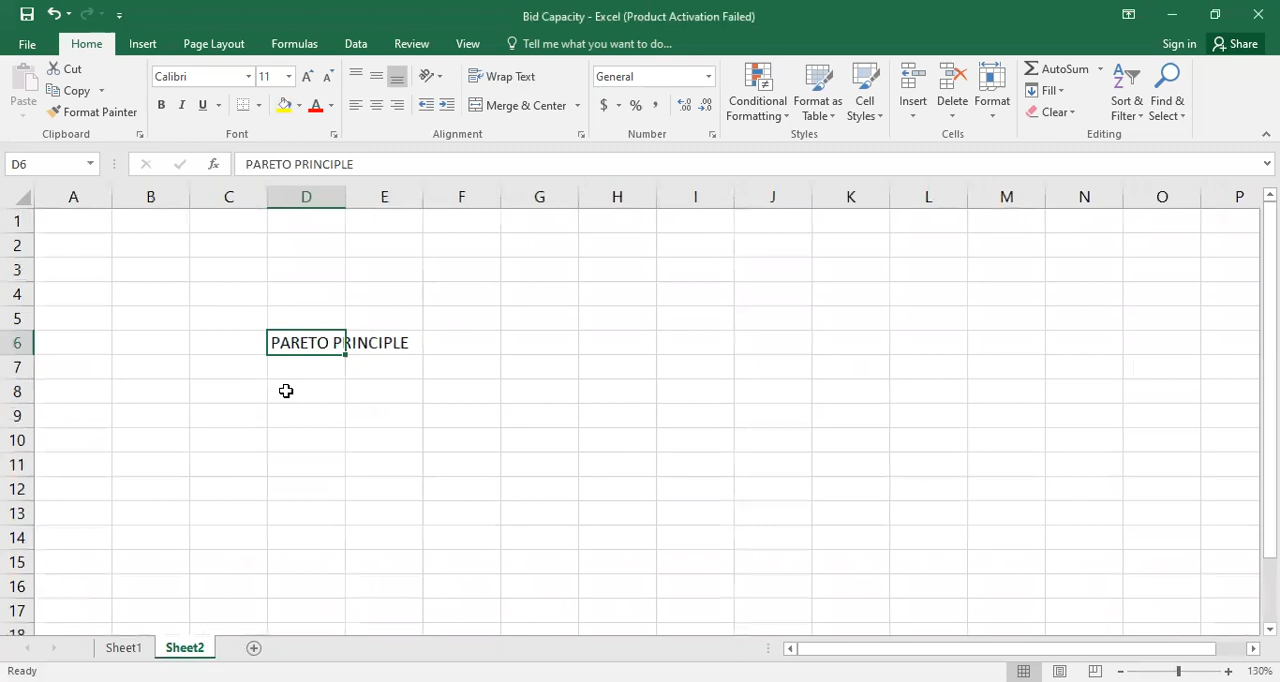 Bid Capacity - Excel (Product Activation Failed)
File Home Insert Page Layout Formulas Data Review View Tell me what you want to do... Sign in Share
Paste Cut Copy Format Painter Clipboard
Calibri 11 A A B I U A Font
Wrap Text Merge & Center Alignment
General $ % , .0 .00 Number
Conditional Formatting Format as Table Cell Styles Styles
Insert Delete Format Cells
AutoSum Fill Clear Sort & Filter Find & Select Editing
D6 fx PARETO PRINCIPLE
A B C D E F G H I J K L M N O P
1
2
3
4
5
6 PARETO PRINCIPLE
7
8
9
10
11
12
13
14
15
16
17
18
Sheet1 Sheet2
Ready 130%